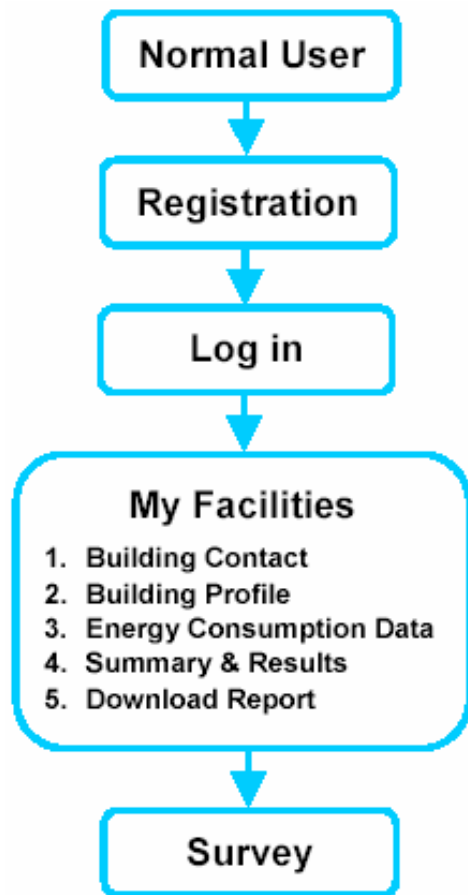 Normal User
Registration
Log in
My Facilities
1. Building Contact
2. Building Profile
3. Energy Consumption Data
4. Summary & Results
5. Download Report
Survey